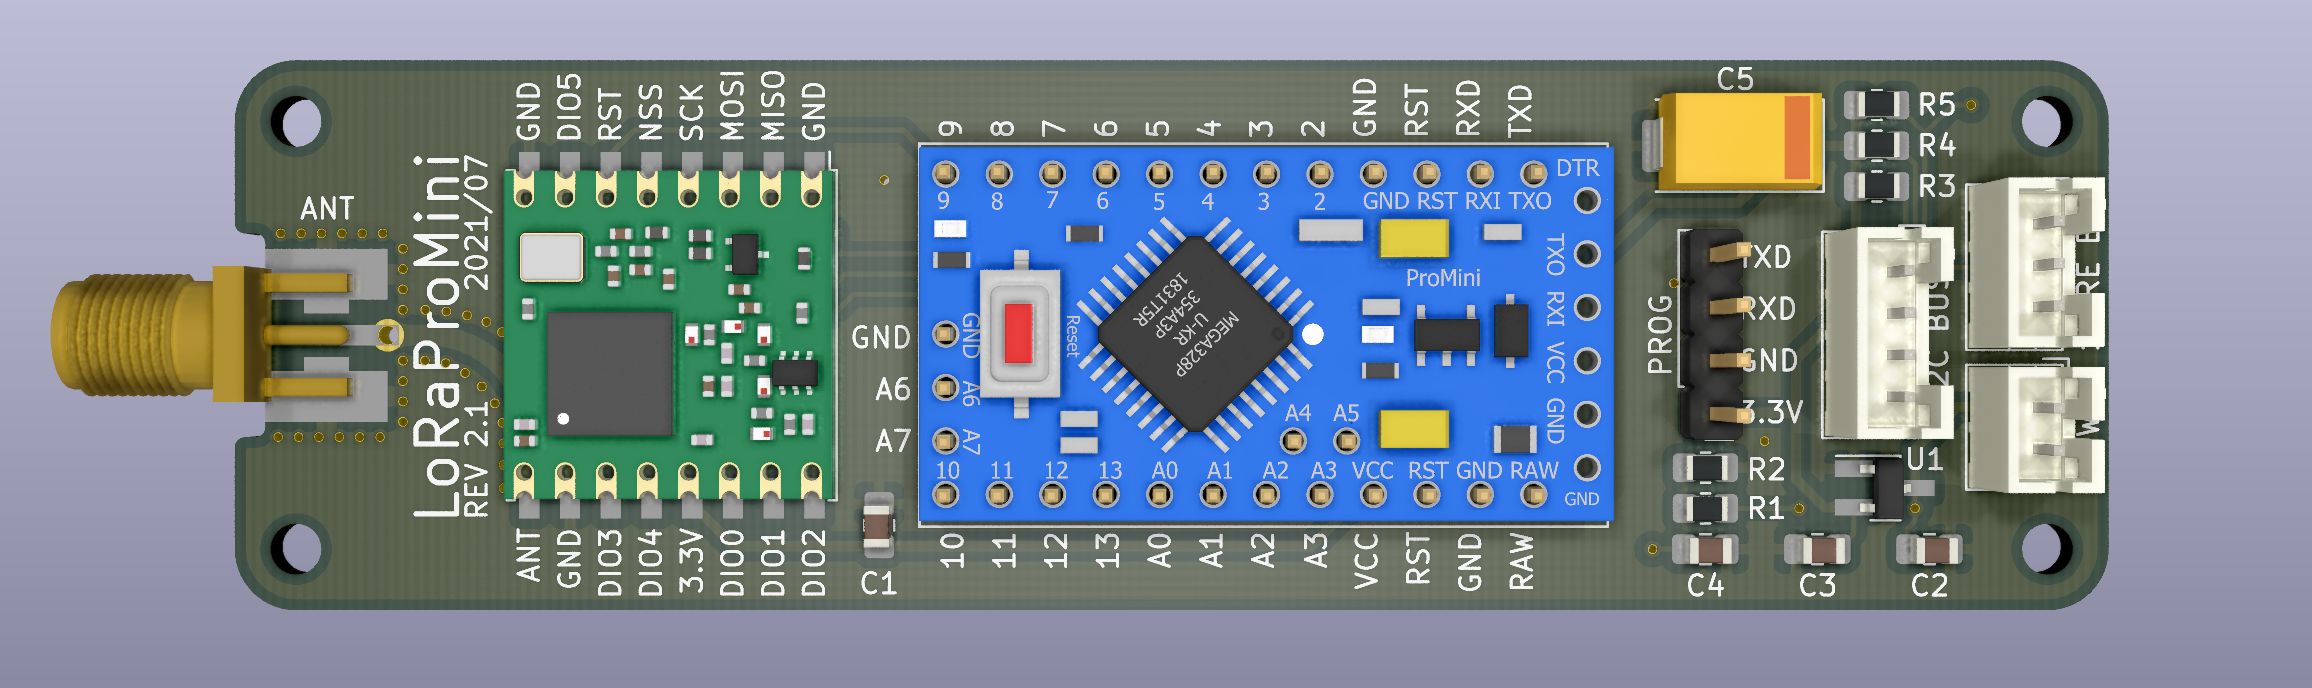 ANT
LoRaProMini
REV 2.1 2021/07
GND DIO5 RST NSS SCK MOSI MISO GND
ANT GND DIO3 DIO4 3.3V DIO0 DIO1 DIO2
C1
9 8 7 6 5 4 3 2 GND RST RXD TXD
GND
A6
A7
10 11 12 13 A0 A1 A2 A3 VCC RST GND RAW
DTR
9 8 7 6 5 4 3 2 GND RST RXI TXO
TXO RXI VCC GND
GND
ProMini
Reset
GND A6 A7
MEGA328P
U-KR
354A3P
1831T5R
A4 A5
10 11 12 13 A0 A1 A2 A3 VCC RST GND RAW
C5
R5
R4
R3
PROG
TXD
RXD
GND
3.3V
BUS
R2
R1
U1
C4
C3
C2